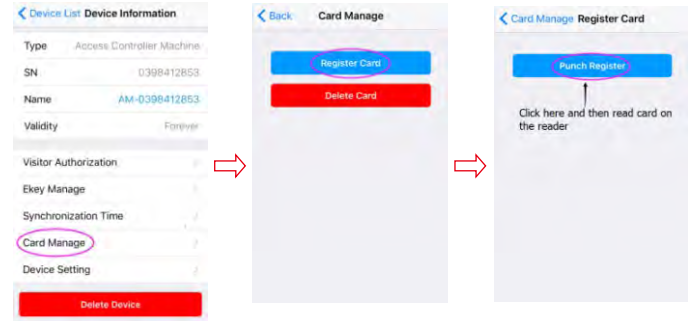 Device List Device Information
Type Access Controller Machine
SN 0398412853
Name AM-0398412853
Validity Forever
Visitor Authorization
Ekey Manage
Synchronization Time
Card Manage
Device Setting
Delete Device
Back Card Manage
Register Card
Delete Card
Card Manage Register Card
Punch Register
Click here and then read card on
the reader